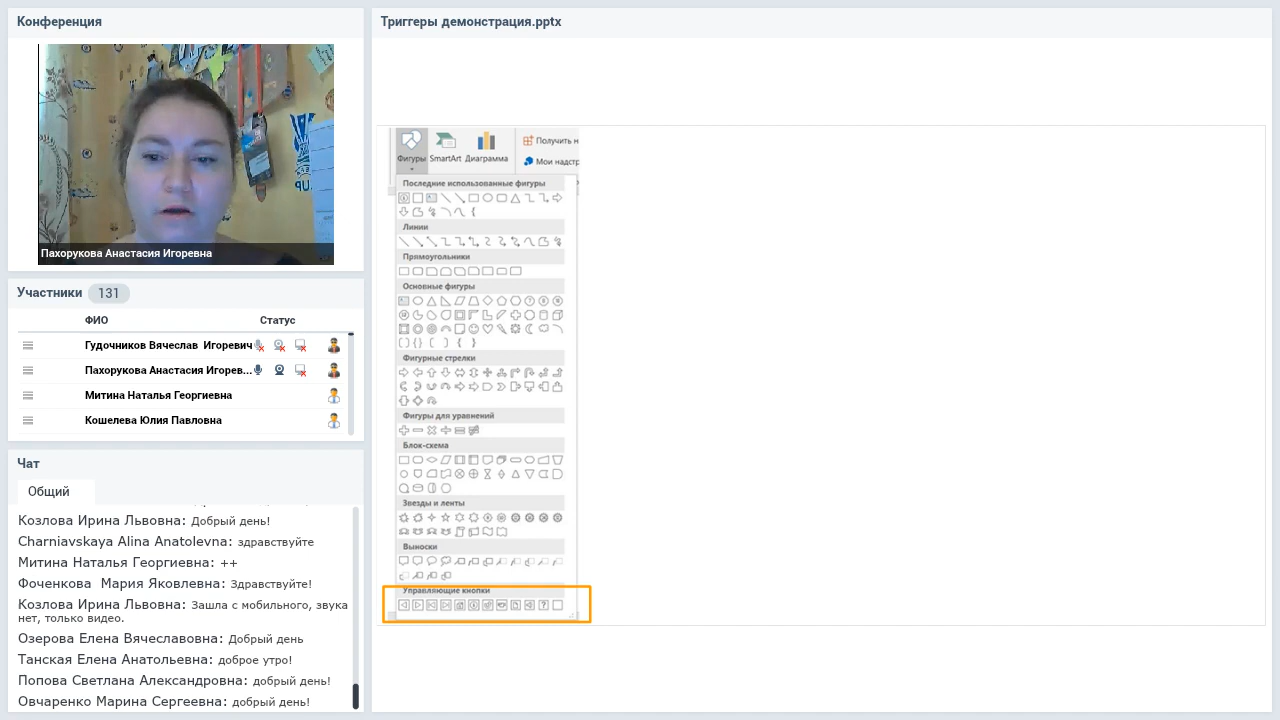 Конференция
Пахорукова Анастасия Игоревна
Участники 131
ФИО Статус
Гудочников Вячеслав Игоревич
Пахорукова Анастасия Игорев...
Митина Наталья Георгиевна
Кошелева Юлия Павловна
Чат
Общий
Козлова Ирина Львовна: Добрый день!
Charniavskaya Alina Anatolevna: здравствуйте
Митина Наталья Георгиевна: ++
Фоченкова Мария Яковлевна: Здравствуйте!
Козлова Ирина Львовна: Зашла с мобильного, звука
нет, только видео.
Озерова Елена Вячеславовна: Добрый день
Танская Елена Анатольевна: доброе утро!
Попова Светлана Александровна: добрый день!
Овчаренко Марина Сергеевна: добрый день!
Триггеры демонстрация.pptx
Фигуры SmartArt Диаграмма
Получить н
Мои надстр
Последние использованные фигуры
Линии
Прямоугольники
Основные фигуры
Фигурные стрелки
Фигуры для уравнений
Блок-схема
Звезды и ленты
Выноски
Управляющие кнопки